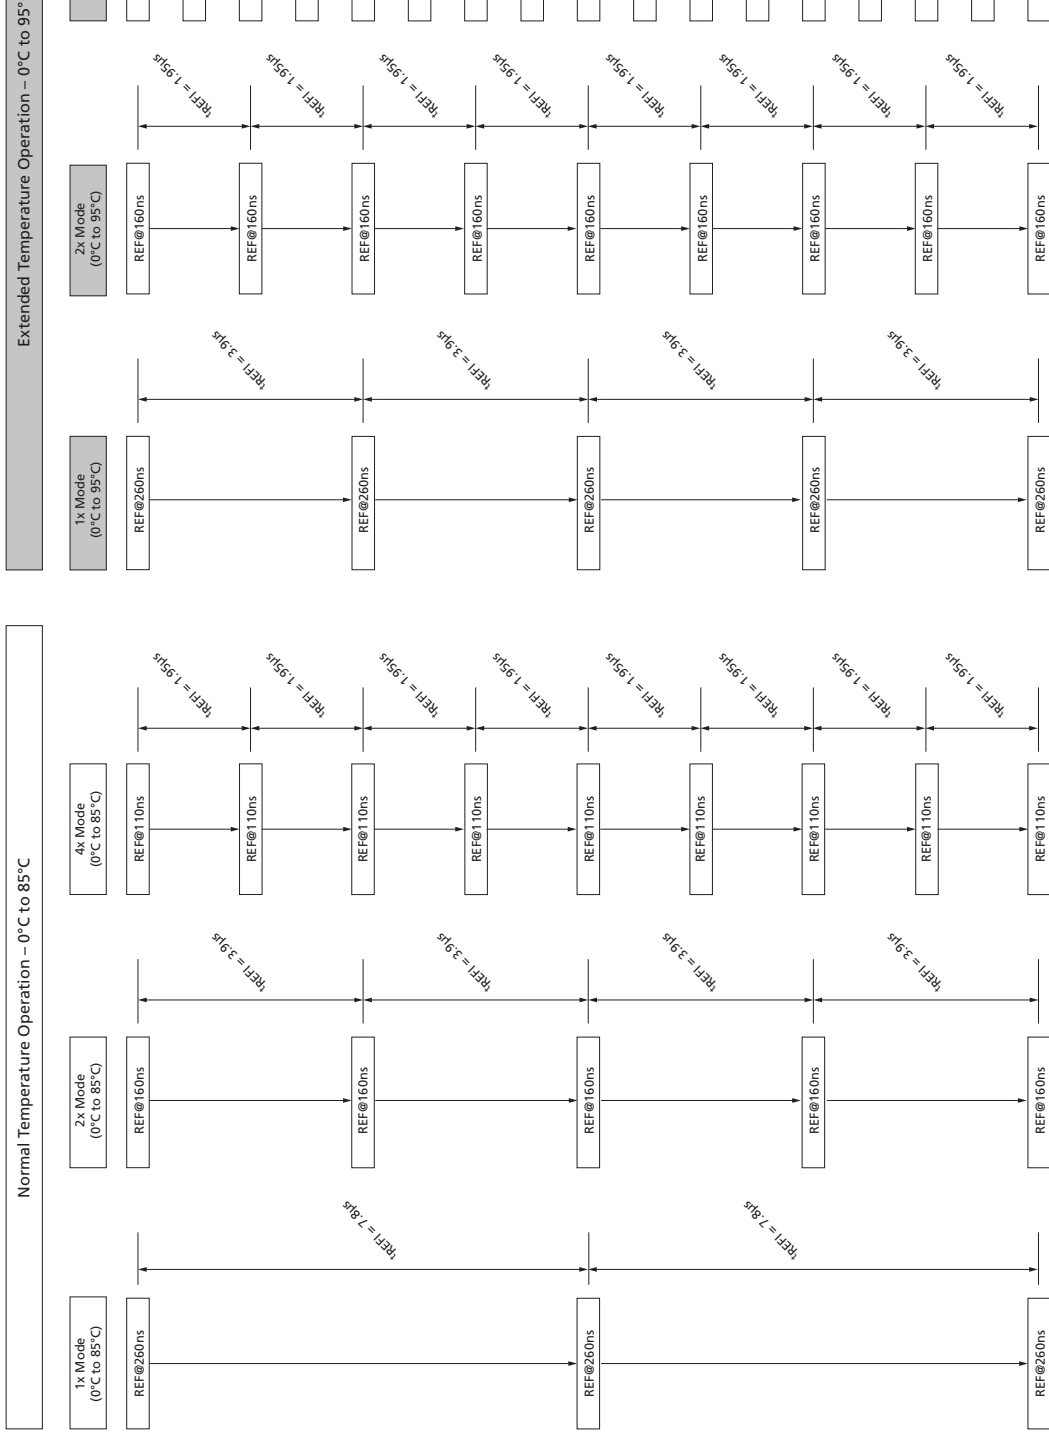 Normal Temperature Operation – 0°C to 85°C
Extended Temperature Operation – 0°C to 95°
1x Mode
(0°C to 85°C)
REF@260ns
REF@260ns
REF@260ns
tREFI = 7.8µs
tREFI = 7.8µs
2x Mode
(0°C to 85°C)
REF@160ns
REF@160ns
REF@160ns
REF@160ns
REF@160ns
tREFI = 3.9µs
tREFI = 3.9µs
tREFI = 3.9µs
tREFI = 3.9µs
4x Mode
(0°C to 85°C)
REF@110ns
REF@110ns
REF@110ns
REF@110ns
REF@110ns
REF@110ns
REF@110ns
REF@110ns
REF@110ns
tREFI = 1.95µs
tREFI = 1.95µs
tREFI = 1.95µs
tREFI = 1.95µs
tREFI = 1.95µs
tREFI = 1.95µs
tREFI = 1.95µs
tREFI = 1.95µs
1x Mode
(0°C to 95°C)
REF@260ns
REF@260ns
REF@260ns
REF@260ns
REF@260ns
tREFI = 3.9µs
tREFI = 3.9µs
tREFI = 3.9µs
tREFI = 3.9µs
2x Mode
(0°C to 95°C)
REF@160ns
REF@160ns
REF@160ns
REF@160ns
REF@160ns
REF@160ns
REF@160ns
REF@160ns
REF@160ns
tREFI = 1.95µs
tREFI = 1.95µs
tREFI = 1.95µs
tREFI = 1.95µs
tREFI = 1.95µs
tREFI = 1.95µs
tREFI = 1.95µs
tREFI = 1.95µs